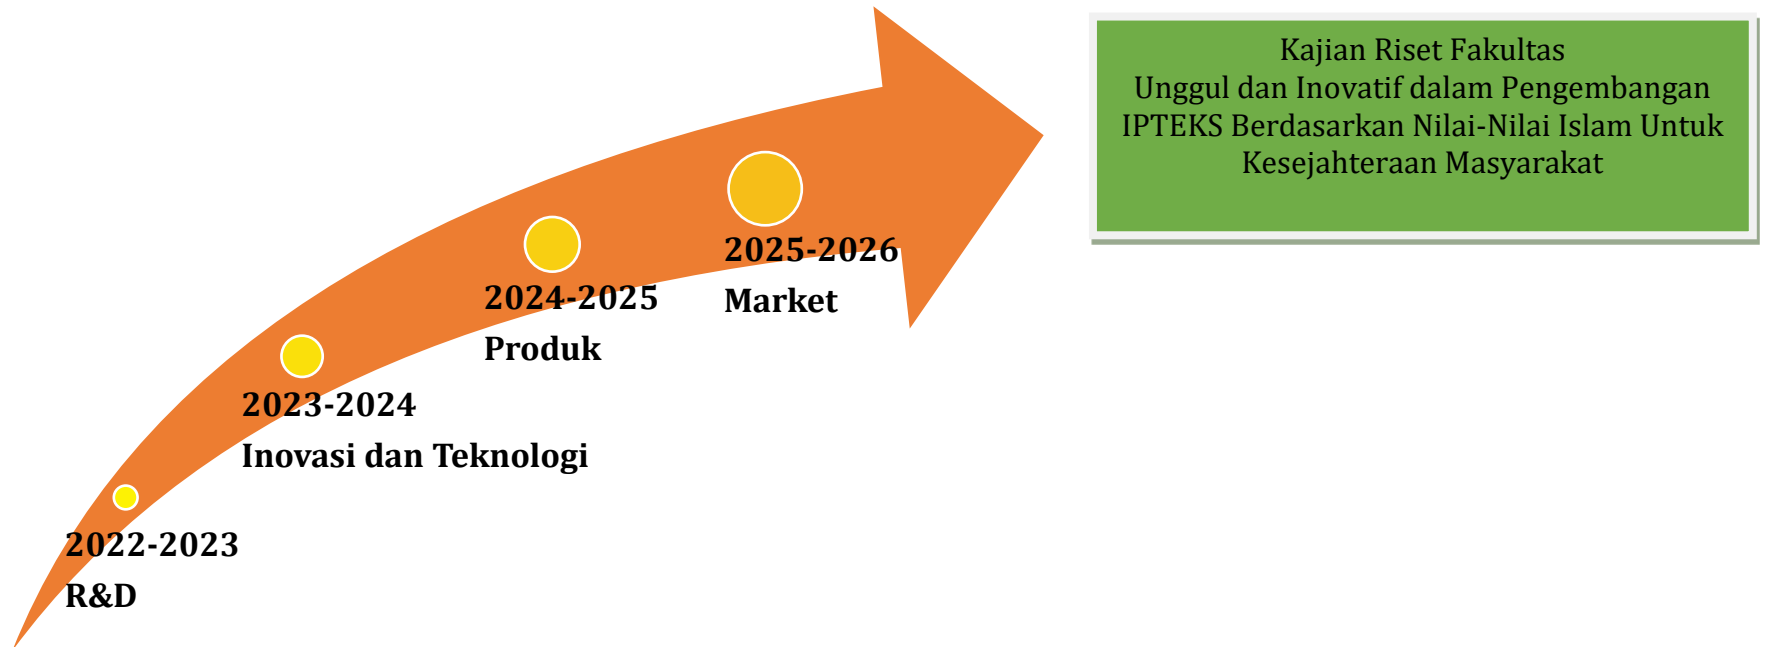 Kajian Riset Fakultas
Unggul dan Inovatif dalam Pengembangan
IPTEKS Berdasarkan Nilai-Nilai Islam Untuk
Kesejahteraan Masyarakat
2025-2026
Market
2024-2025
Produk
2023-2024
Inovasi dan Teknologi
2022-2023
R&D